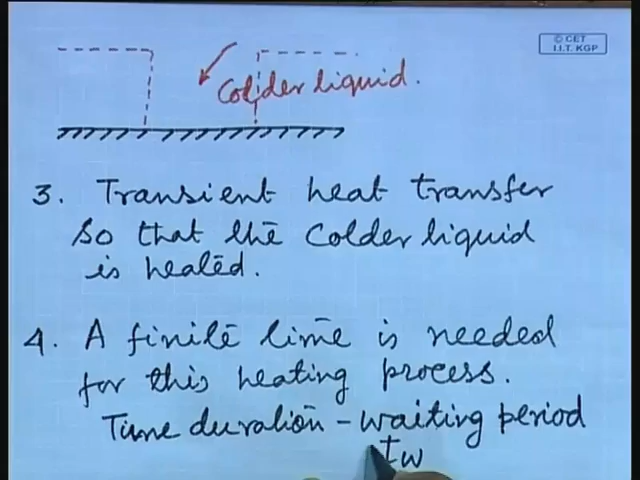 © CET
I.I.T. KGP
Colder liquid.
3. Transient heat transfer
so that the colder liquid
is heated.
4. A finite time is needed
for this heating process.
Time duration - waiting period
tw